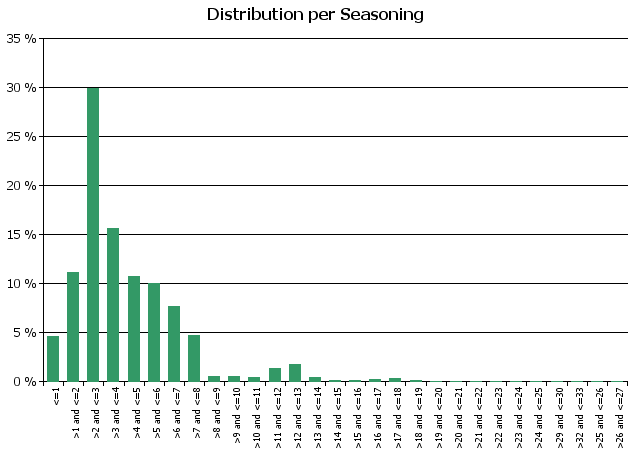 Distribution per Seasoning
35 %
30 %
25 %
20 %
15 %
10 %
5 %
0 %
<=1
>1 and <=2
>2 and <=3
>3 and <=4
>4 and <=5
>5 and <=6
>6 and <=7
>7 and <=8
>8 and <=9
>9 and <=10
>10 and <=11
>11 and <=12
>12 and <=13
>13 and <=14
>14 and <=15
>15 and <=16
>16 and <=17
>17 and <=18
>18 and <=19
>19 and <=20
>20 and <=21
>21 and <=22
>22 and <=23
>23 and <=24
>24 and <=25
>29 and <=30
>32 and <=33
>25 and <=26
>26 and <=27